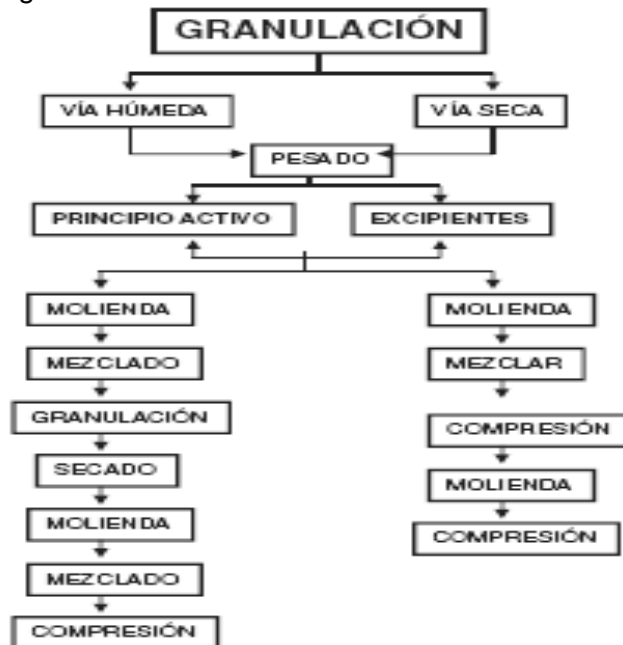 GRANULACIÓN
VÍA HÚMEDA
VÍA SECA
PESADO
PRINCIPIO ACTIVO
EXCIPIENTES
MOLIENDA
MEZCLADO
GRANULACIÓN
SECADO
MOLIENDA
MEZCLADO
COMPRESIÓN
MOLIENDA
MEZCLAR
COMPRESIÓN
MOLIENDA
COMPRESIÓN